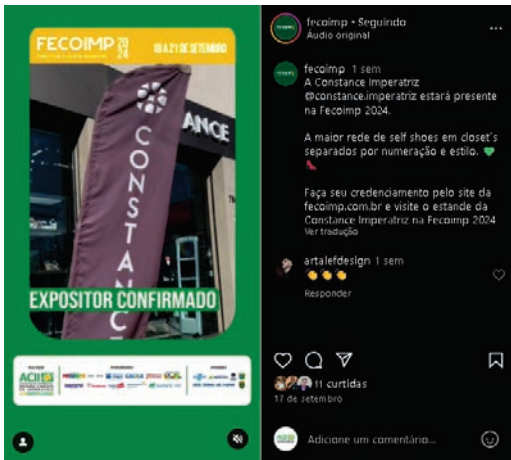 FECOIMP 2024
18 A 21 DE SETEMBRO
ANCE
CONSTANCE
EXPOSITOR CONFIRMADO
ACII
CAIXA
fecoimp • Seguindo
Áudio original
fecoimp 1 sem
A Constance Imperatriz
@constance.imperatriz estará presente
na Fecoimp 2024.
A maior rede de self shoes em closet's
separados por numeração e estilo. 💚
👠
Faça seu credenciamento pelo site da
fecoimp.com.br e visite o estande da
Constance Imperatriz na Fecoimp 2024
Ver tradução
artalefdesign 1 sem
👏👏👏
Responder
11 curtidas
17 de setembro
Adicione um comentário...